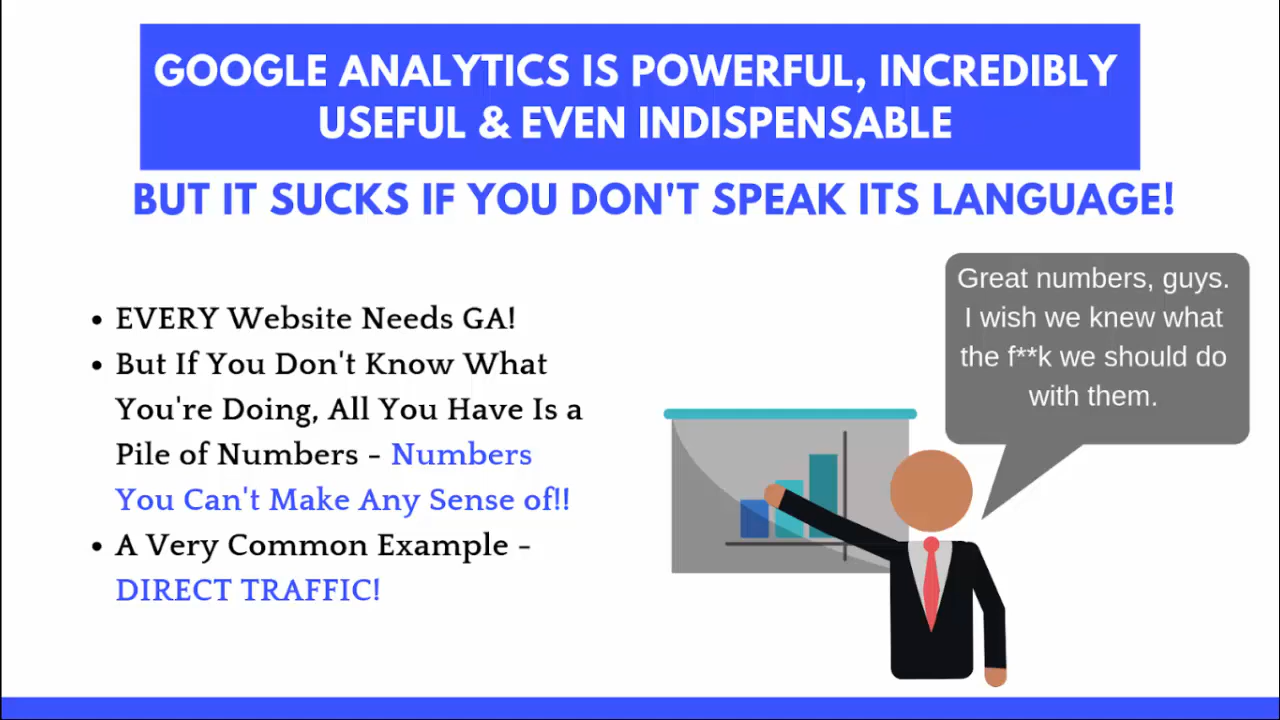 GOOGLE ANALYTICS IS POWERFUL, INCREDIBLY
USEFUL & EVEN INDISPENSABLE
BUT IT SUCKS IF YOU DON'T SPEAK ITS LANGUAGE!
• EVERY Website Needs GA!
• But If You Don't Know What
You're Doing, All You Have Is a
Pile of Numbers - Numbers
You Can't Make Any Sense of!!
• A Very Common Example -
DIRECT TRAFFIC!
Great numbers, guys.
I wish we knew what
the f**k we should do
with them.